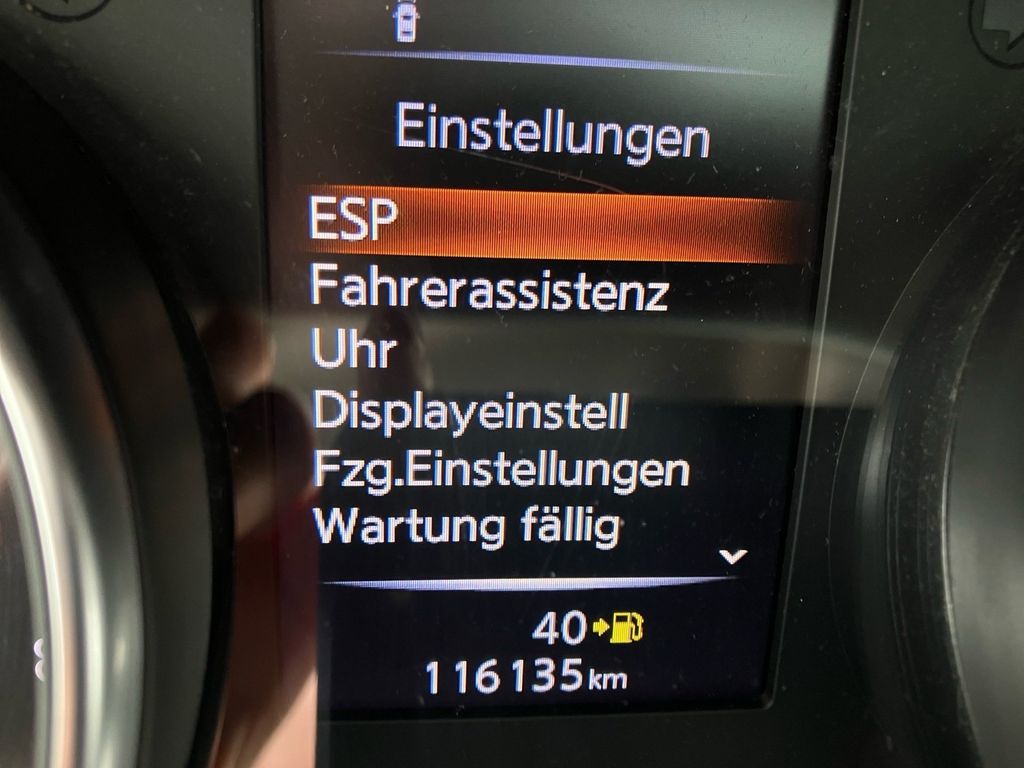 Einstellungen
ESP
Fahrerassistenz
Uhr
Displayeinstell
Fzg.Einstellungen
Wartung fällig
40
116135km